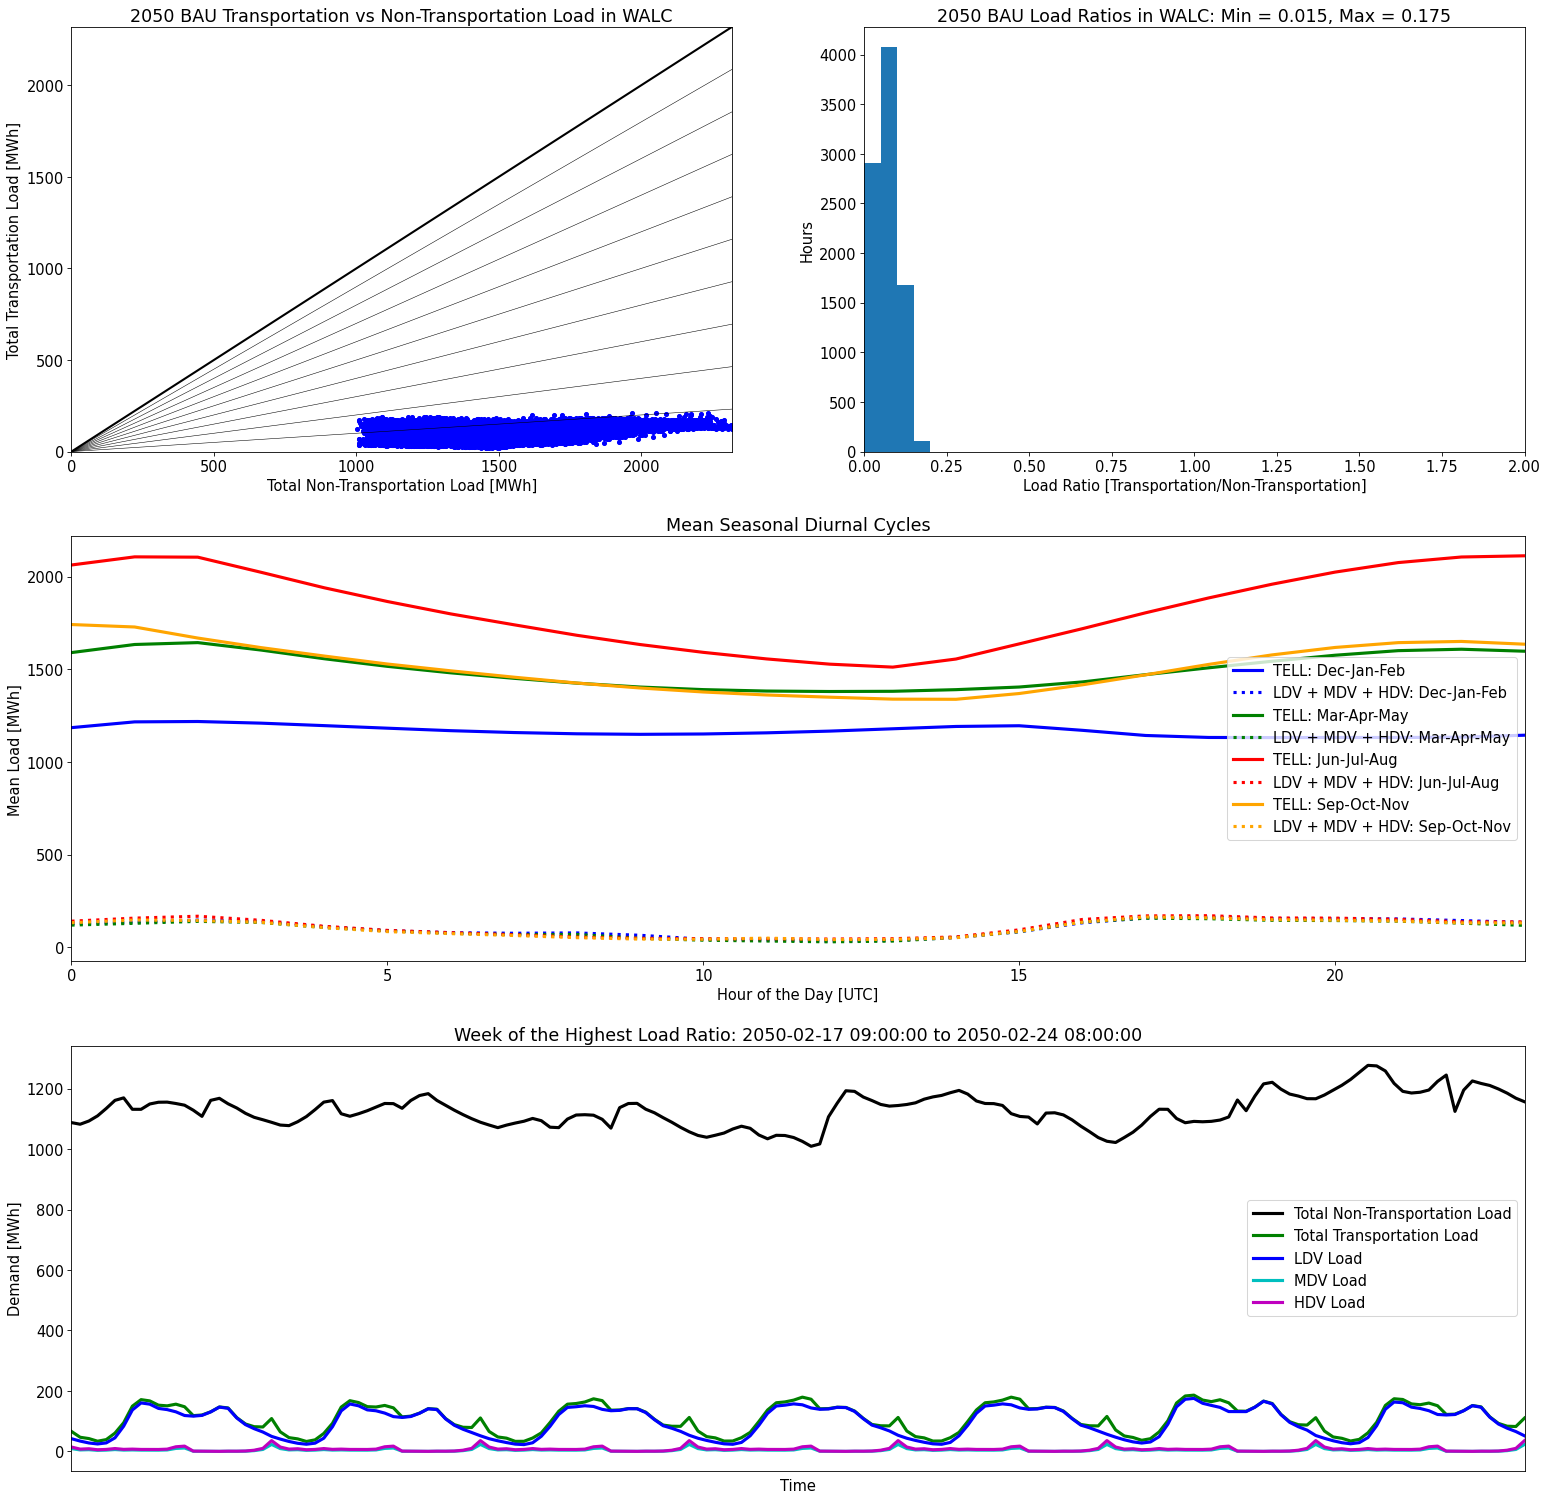 2050 BAU Transportation vs Non-Transportation Load in WALC
Total Transportation Load [MWh]
2000
1500
1000
500
0
0 500 1000 1500 2000
Total Non-Transportation Load [MWh]
2050 BAU Load Ratios in WALC: Min = 0.015, Max = 0.175
Hours
4000
3500
3000
2500
2000
1500
1000
500
0
0.00 0.25 0.50 0.75 1.00 1.25 1.50 1.75 2.00
Load Ratio [Transportation/Non-Transportation]
Mean Seasonal Diurnal Cycles
Mean Load [MWh]
2000
1500
1000
500
0
TELL: Dec-Jan-Feb
LDV + MDV + HDV: Dec-Jan-Feb
TELL: Mar-Apr-May
LDV + MDV + HDV: Mar-Apr-May
TELL: Jun-Jul-Aug
LDV + MDV + HDV: Jun-Jul-Aug
TELL: Sep-Oct-Nov
LDV + MDV + HDV: Sep-Oct-Nov
0 5 10 15 20
Hour of the Day [UTC]
Week of the Highest Load Ratio: 2050-02-17 09:00:00 to 2050-02-24 08:00:00
Demand [MWh]
1200
1000
800
600
400
200
0
Total Non-Transportation Load
Total Transportation Load
LDV Load
MDV Load
HDV Load
Time